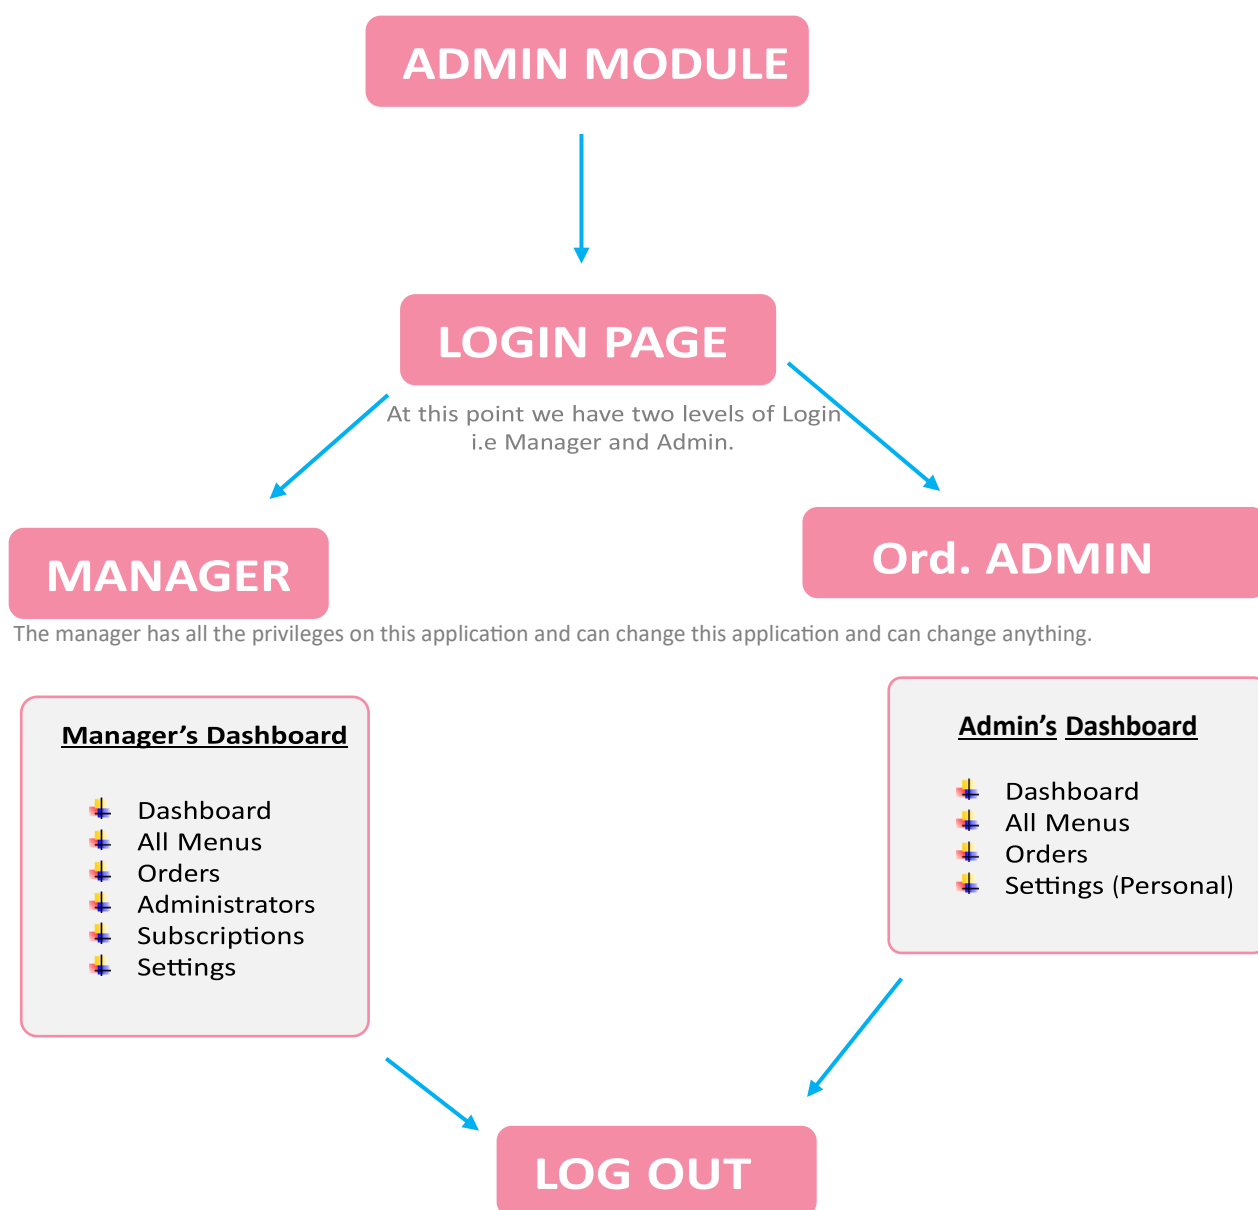 ADMIN MODULE
LOGIN PAGE
At this point we have two levels of Login
i.e Manager and Admin.
MANAGER
Ord. ADMIN
The manager has all the privileges on this application and can change this application and can change anything.
Manager’s Dashboard
Dashboard
All Menus
Orders
Administrators
Subscriptions
Settings
Admin’s Dashboard
Dashboard
All Menus
Orders
Settings (Personal)
LOG OUT